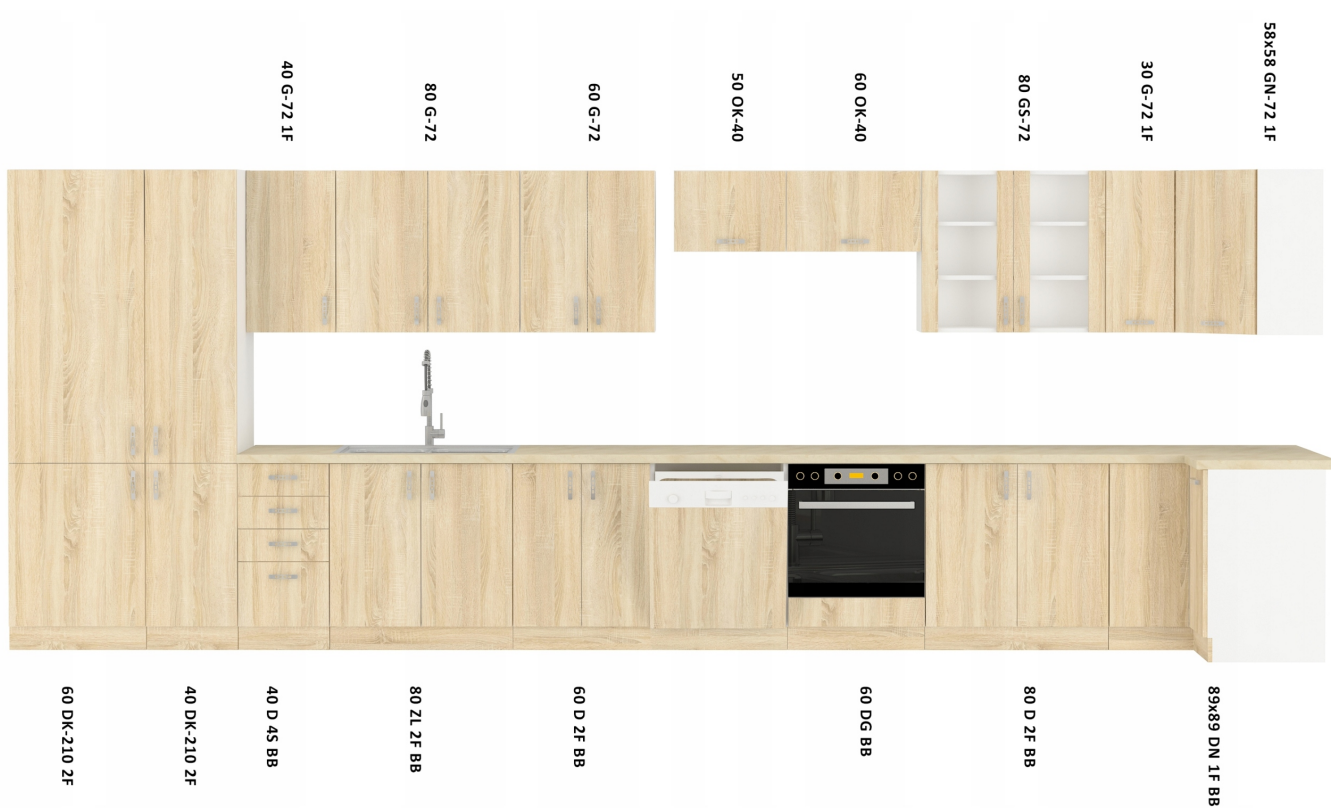 40 G-72 1F
80 G-72
60 G-72
50 OK-40
60 OK-40
80 GS-72
30 G-72 1F
58x58 GN-72 1F
60 DK-210 2F
40 DK-210 2F
40 D 4S BB
80 ZL 2F BB
60 D 2F BB
60 DG BB
80 D 2F BB
89x89 DN 1F BB